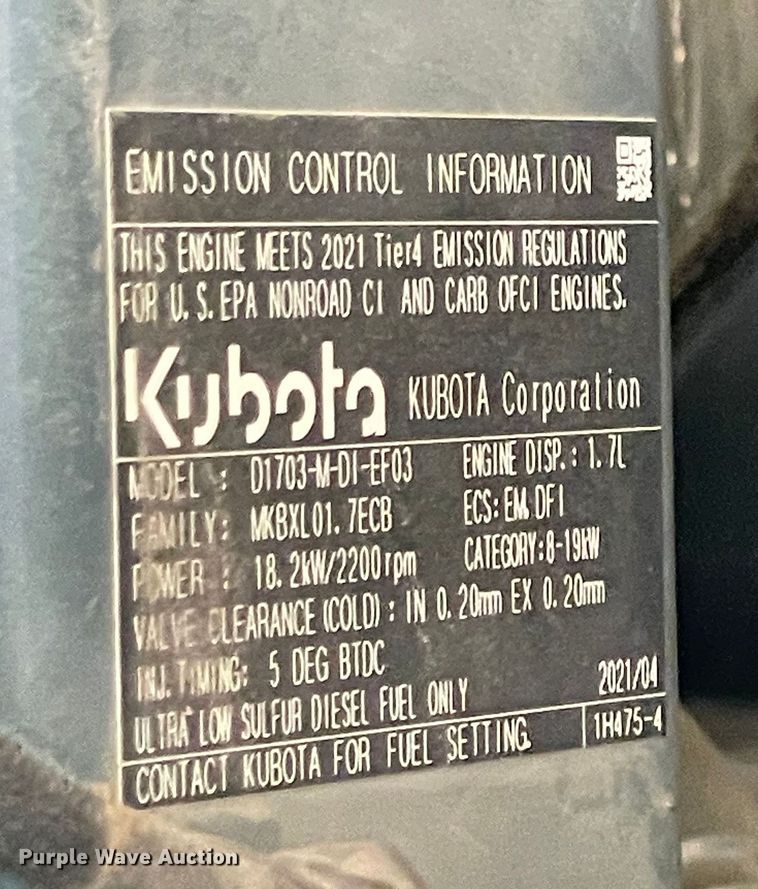 EMISSION CONTROL INFORMATION
THIS ENGINE MEETS 2021 Tier4 EMISSION REGULATIONS
FOR U.S.EPA NONROAD CI AND CARB OFCI ENGINES.
Kubota KUBOTA Corporation
MODEL : D1703-M-DI-EF03 ENGINE DISP.: 1.7L
FAMILY: MKBXL01.7ECB ECS: EM,DFI
POWER : 18.2kW/2200rpm CATEGORY:8-19kW
VALVE CLEARANCE (COLD) : IN 0.20mm EX 0.20mm
INJ.TIMING: 5 DEG BTDC
ULTRA LOW SULFUR DIESEL FUEL ONLY 2021/04
CONTACT KUBOTA FOR FUEL SETTING. 1H475-4
Purple Wave Auction